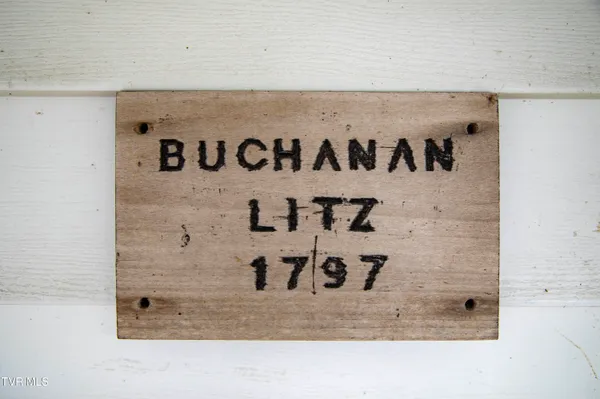 BUCHANAN
LITZ
1797
TVR MLS